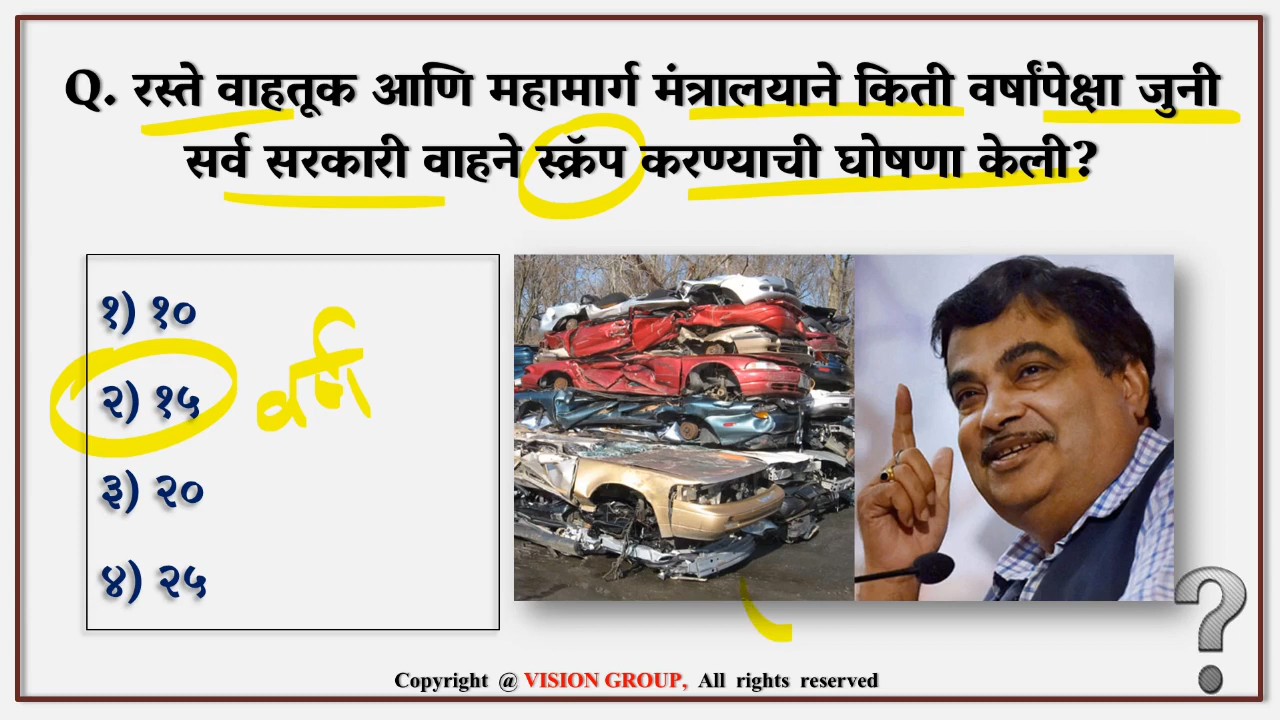 Q. रस्ते वाहतूक आणि महामार्ग मंत्रालयाने किती वर्षांपेक्षा जुनी
सर्व सरकारी वाहने स्क्रॅप करण्याची घोषणा केली?
१) १०
२) १५ वर्ष
३) २०
४) २५
Copyright @ VISION GROUP, All rights reserved